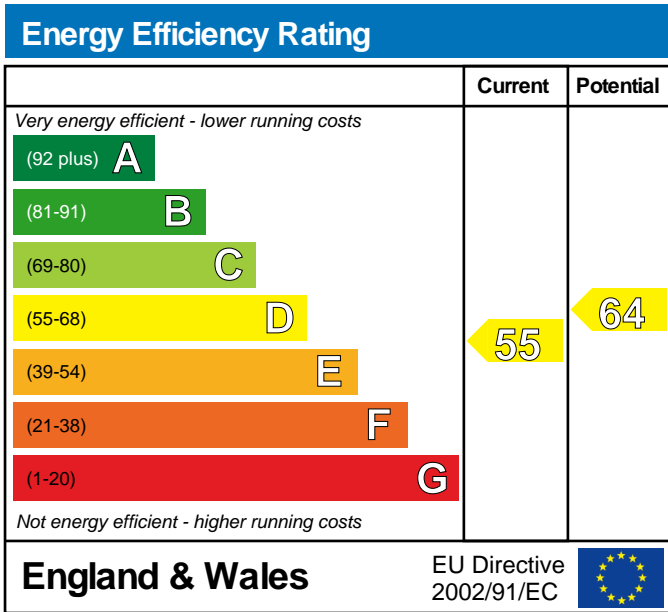 Energy Efficiency Rating
Current Potential
Very energy efficient - lower running costs
(92 plus) A
(81-91) B
(69-80) C
(55-68) D
64
55
(39-54) E
(21-38) F
(1-20) G
Not energy efficient - higher running costs
England & Wales
EU Directive
2002/91/EC